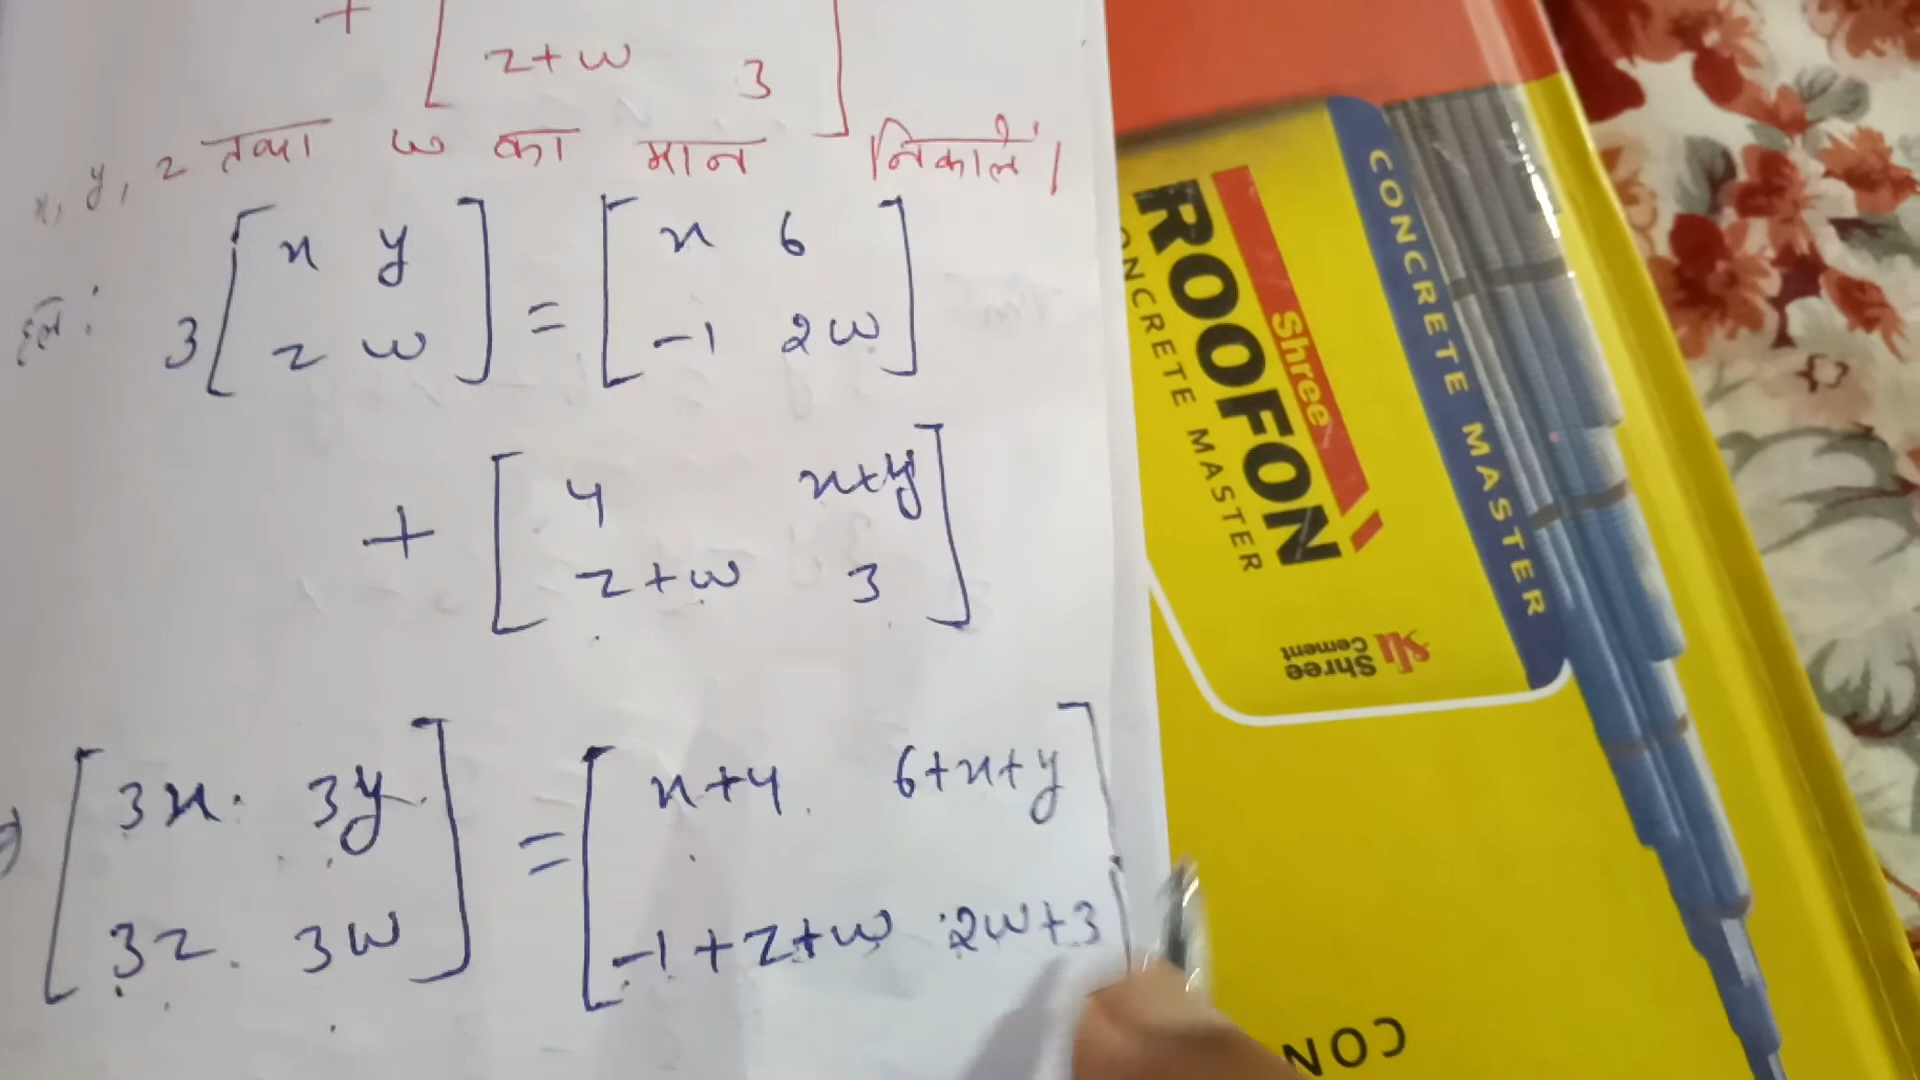 + [
z+w 3 ]
x, y, z तथा w का मान निकालें।
हल: 3 [ x y ] = [ x 6 ]
[ z w ] [ -1 2w ]
+ [ 4 x+y ]
[ z+w 3 ]
[ 3x 3y ] = [ x+4 6+x+y ]
[ 3z 3w ] [ -1+z+w 2w+3 ]
CONCRETE MASTER
Shree
ROOFON
CONCRETE MASTER
Shree
Cement
CON